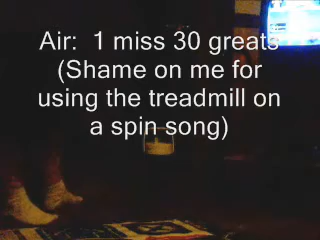 Air:  1 miss 30 greats
(Shame on me for
using the treadmill on
a spin song)